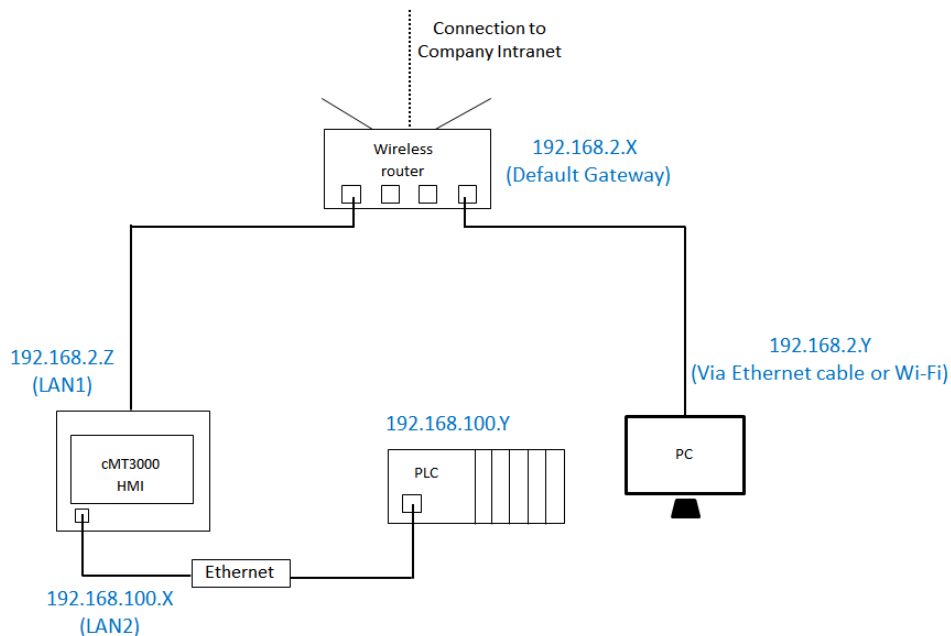 Connection to
Company Intranet
Wireless
router
192.168.2.X
(Default Gateway)
192.168.2.Z
(LAN1)
192.168.2.Y
(Via Ethernet cable or Wi-Fi)
192.168.100.Y
cMT3000
HMI
PLC
PC
Ethernet
192.168.100.X
(LAN2)